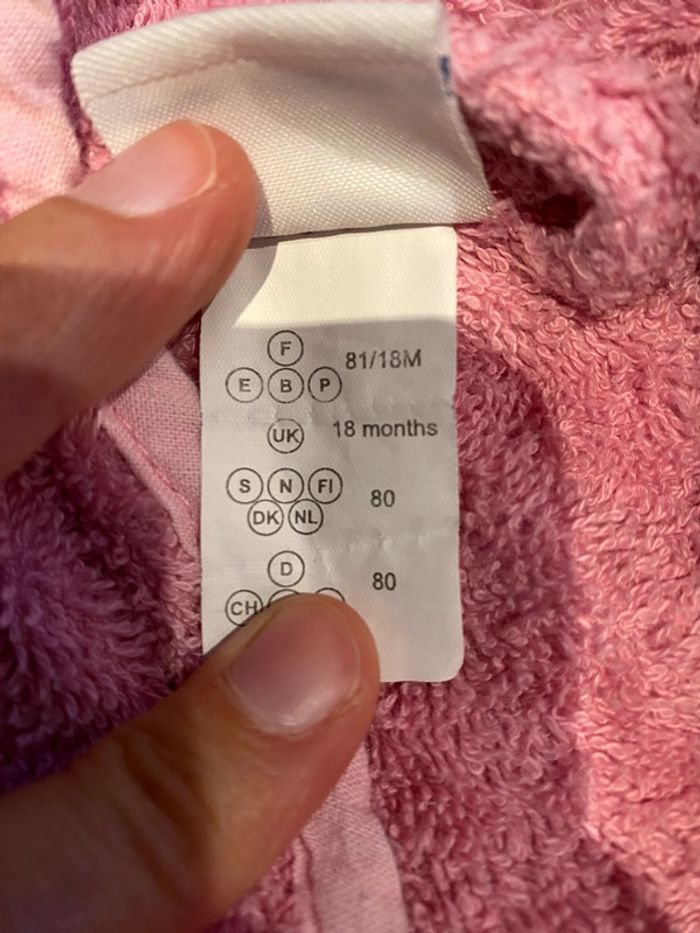 F
E B P 81/18M
UK 18 months
S N FI
DK NL 80
D
CH 80